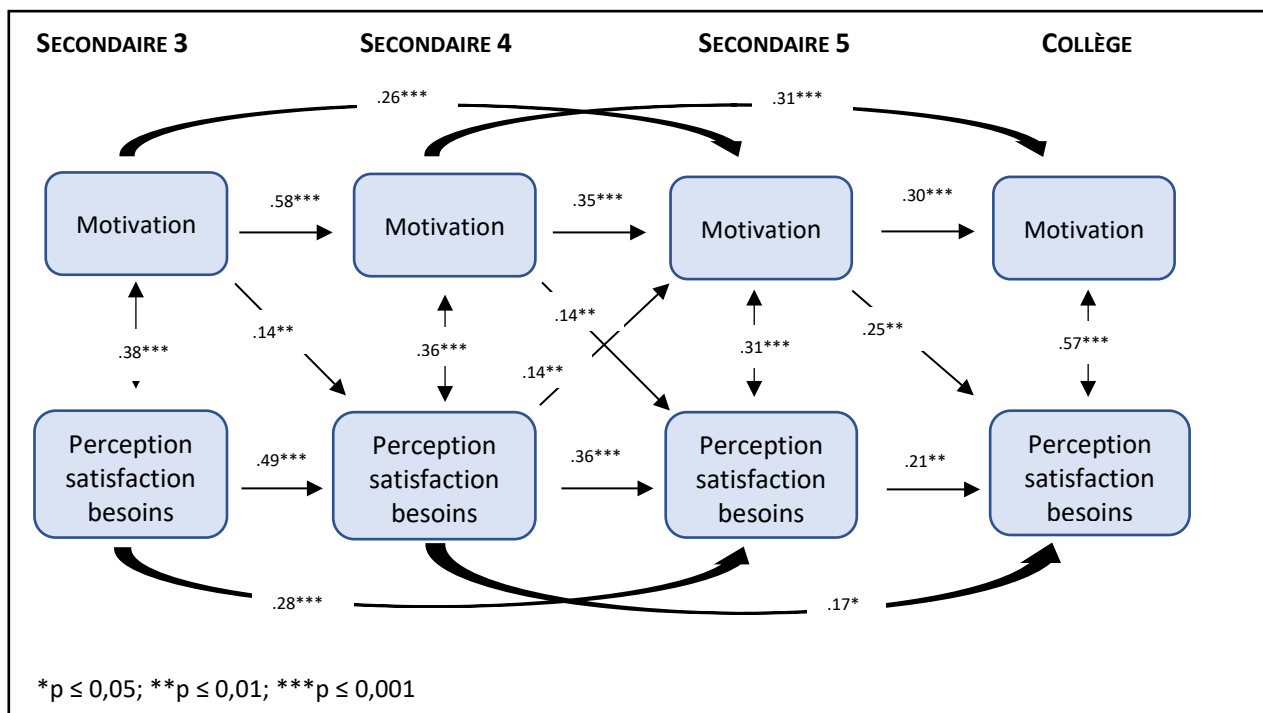 SECONDAIRE 3
SECONDAIRE 4
SECONDAIRE 5
COLLÈGE
.26***
.31***
Motivation
.58***
Motivation
.35***
Motivation
.30***
Motivation
.38***
.14**
.36***
.14**
.14**
.31***
.25**
.57***
Perception
satisfaction
besoins
.49***
Perception
satisfaction
besoins
.36***
Perception
satisfaction
besoins
.21**
Perception
satisfaction
besoins
.28***
.17*
*p ≤ 0,05; **p ≤ 0,01; ***p ≤ 0,001